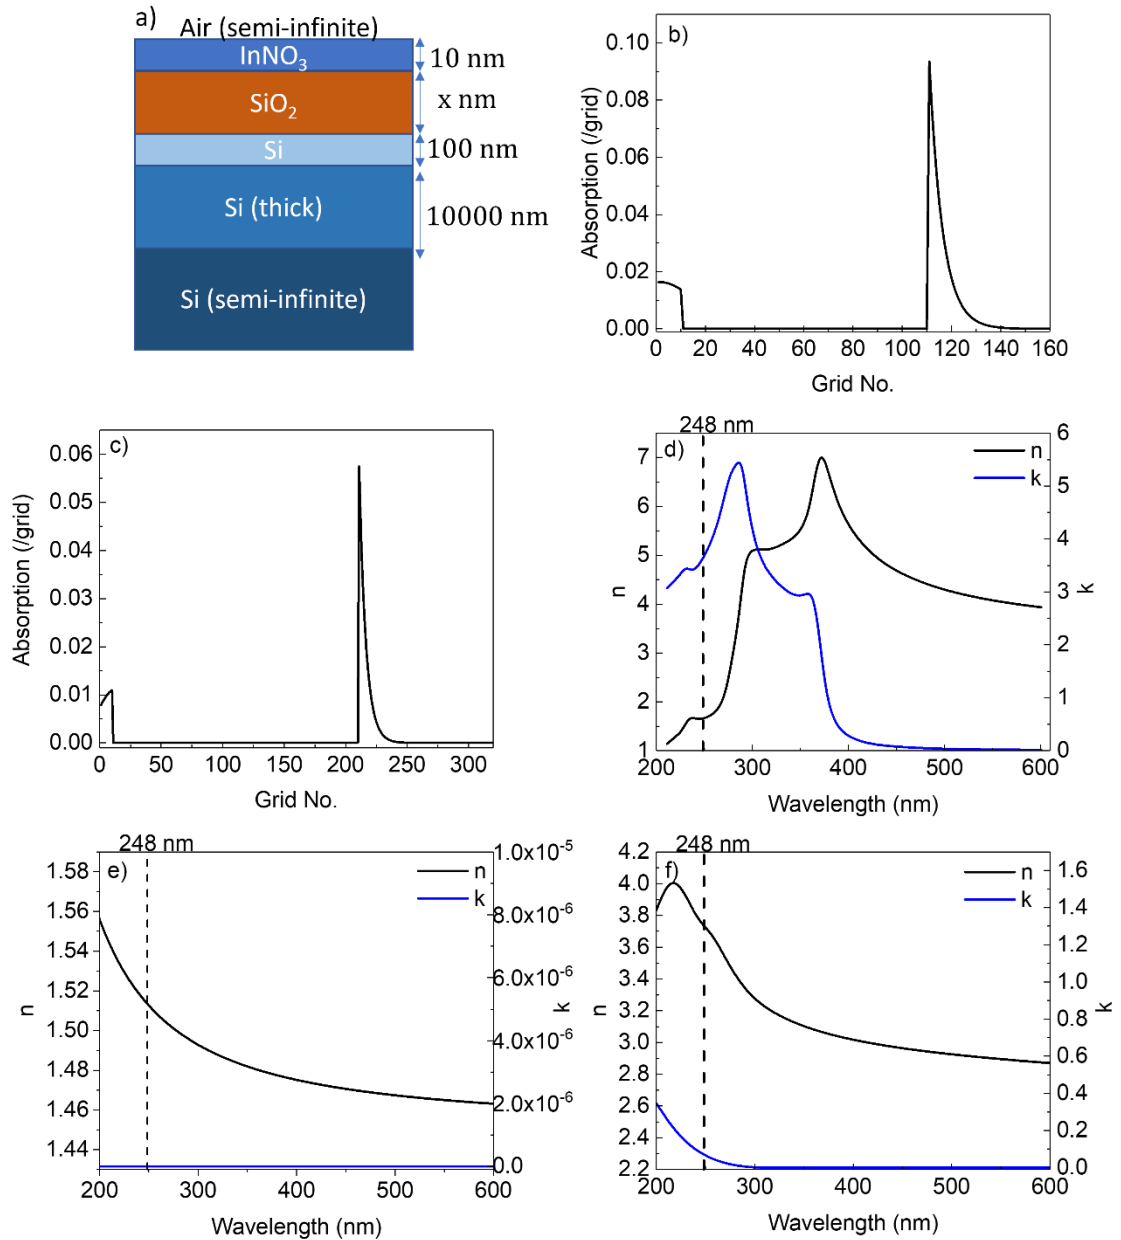 a)
Air (semi-infinite)
InNO3
10 nm
SiO2
x nm
Si
100 nm
Si (thick)
10000 nm
Si (semi-infinite)
b)
Absorption (/grid)
0.10
0.08
0.06
0.04
0.02
0.00
0 20 40 60 80 100 120 140 160
Grid No.
c)
Absorption (/grid)
0.06
0.05
0.04
0.03
0.02
0.01
0.00
0 50 100 150 200 250 300
Grid No.
d)
248 nm
n
k
n
7
6
5
4
3
2
1
k
6
5
4
3
2
1
0
200 300 400 500 600
Wavelength (nm)
e)
248 nm
n
k
n
1.58
1.56
1.54
1.52
1.50
1.48
1.46
1.44
k
1.0x10-5
8.0x10-6
6.0x10-6
4.0x10-6
2.0x10-6
0.0
200 300 400 500 600
Wavelength (nm)
f)
248 nm
n
k
n
4.2
4.0
3.8
3.6
3.4
3.2
3.0
2.8
2.6
2.4
2.2
k
1.6
1.4
1.2
1.0
0.8
0.6
0.4
0.2
0.0
200 300 400 500 600
Wavelength (nm)